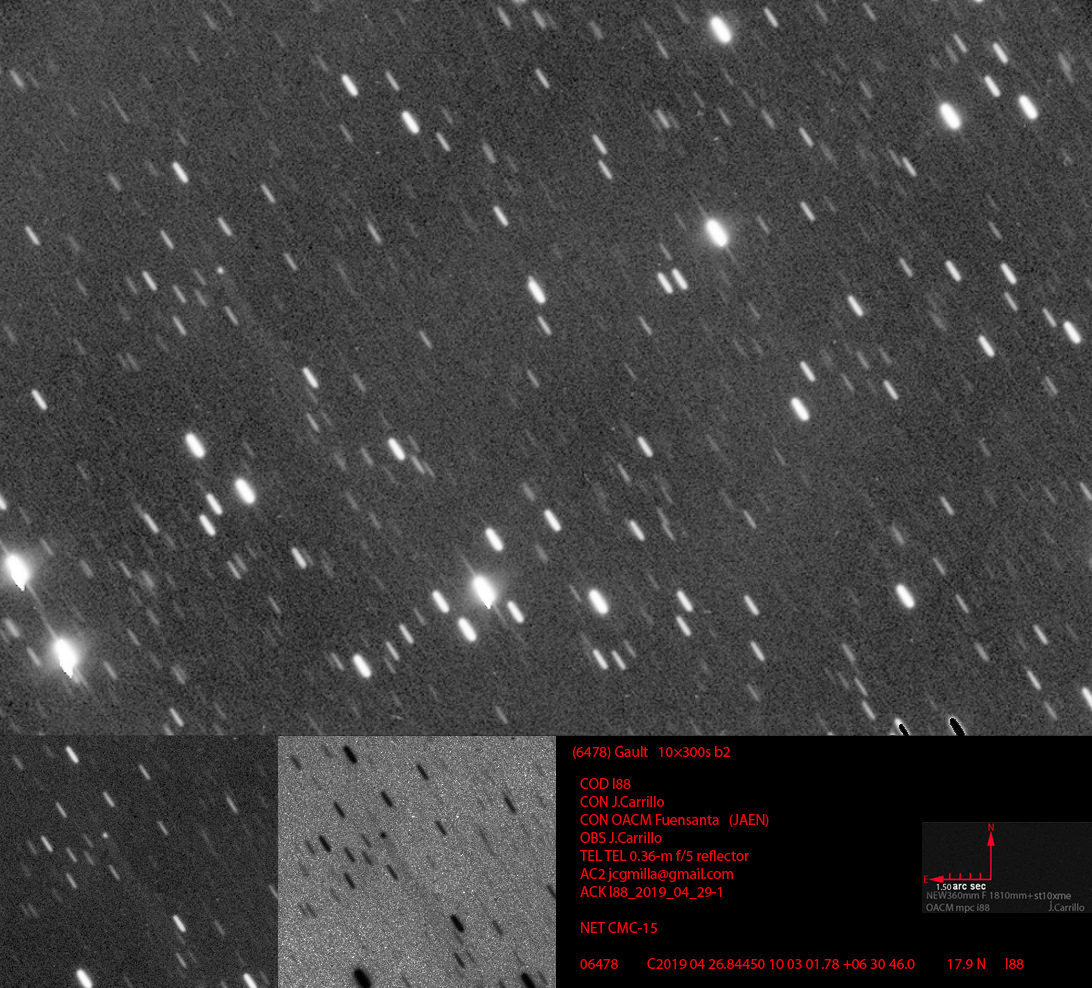 (6478) Gault 10×300s b2
COD I88
CON J.Carrillo
CON OACM Fuensanta (JAEN)
OBS J.Carrillo
TEL TEL 0.36-m f/5 reflector
AC2 jcgmilla@gmail.com
ACK I88_2019_04_29-1
NET CMC-15
06478 C2019 04 26.84450 10 03 01.78 +06 30 46.0 17.9 N I88
N
E
1.50 arc sec
NEW360mm F 1810mm+st10xme
OACM mpc i88 J.Carrillo